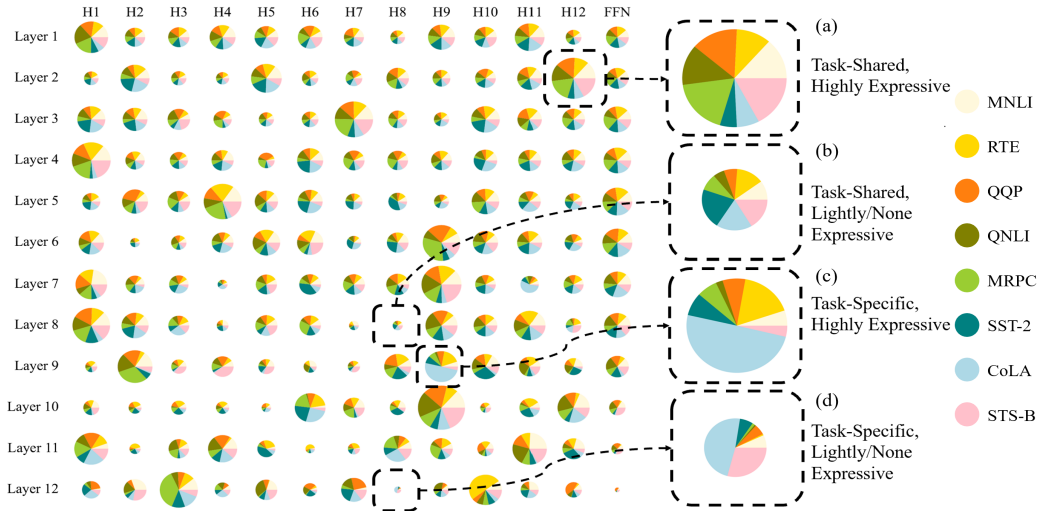 H1 H2 H3 H4 H5 H6 H7 H8 H9 H10 H11 H12 FFN
Layer 1
Layer 2
Layer 3
Layer 4
Layer 5
Layer 6
Layer 7
Layer 8
Layer 9
Layer 10
Layer 11
Layer 12
(a)
Task-Shared,
Highly Expressive
(b)
Task-Shared,
Lightly/None
Expressive
(c)
Task-Specific,
Highly Expressive
(d)
Task-Specific,
Lightly/None
Expressive
MNLI
RTE
QQP
QNLI
MRPC
SST-2
CoLA
STS-B